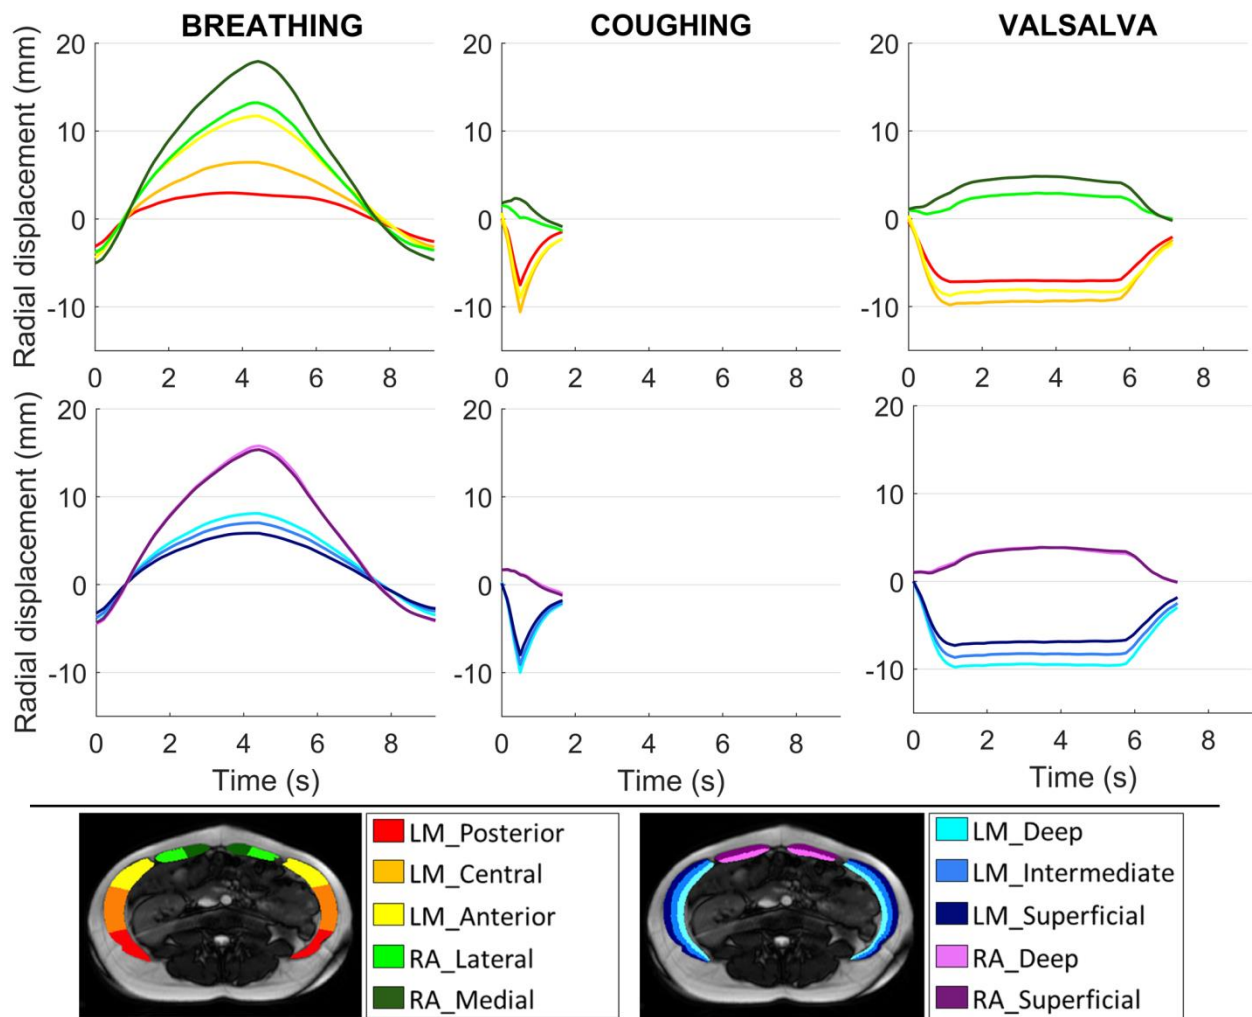 BREATHING COUGHING VALSALVA
Radial displacement (mm)
20
10
0
-10
0 2 4 6 8
20
10
0
-10
0 2 4 6 8
20
10
0
-10
0 2 4 6 8
Radial displacement (mm)
20
10
0
-10
0 2 4 6 8
Time (s)
20
10
0
-10
0 2 4 6 8
Time (s)
20
10
0
-10
0 2 4 6 8
Time (s)
LM_Posterior
LM_Central
LM_Anterior
RA_Lateral
RA_Medial
LM_Deep
LM_Intermediate
LM_Superficial
RA_Deep
RA_Superficial